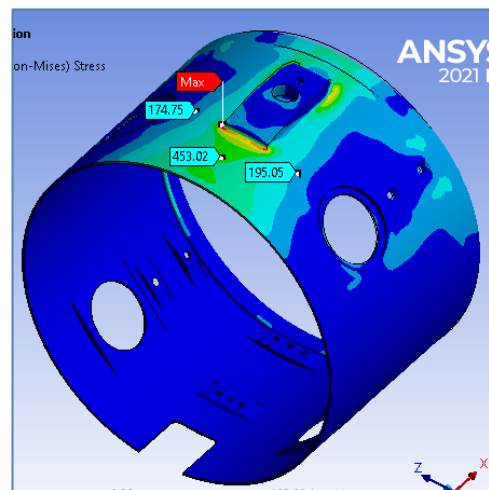 ion
ANSYS
on-Mises) Stress
2021
Max
174.75
453.02
195.05
Z
X